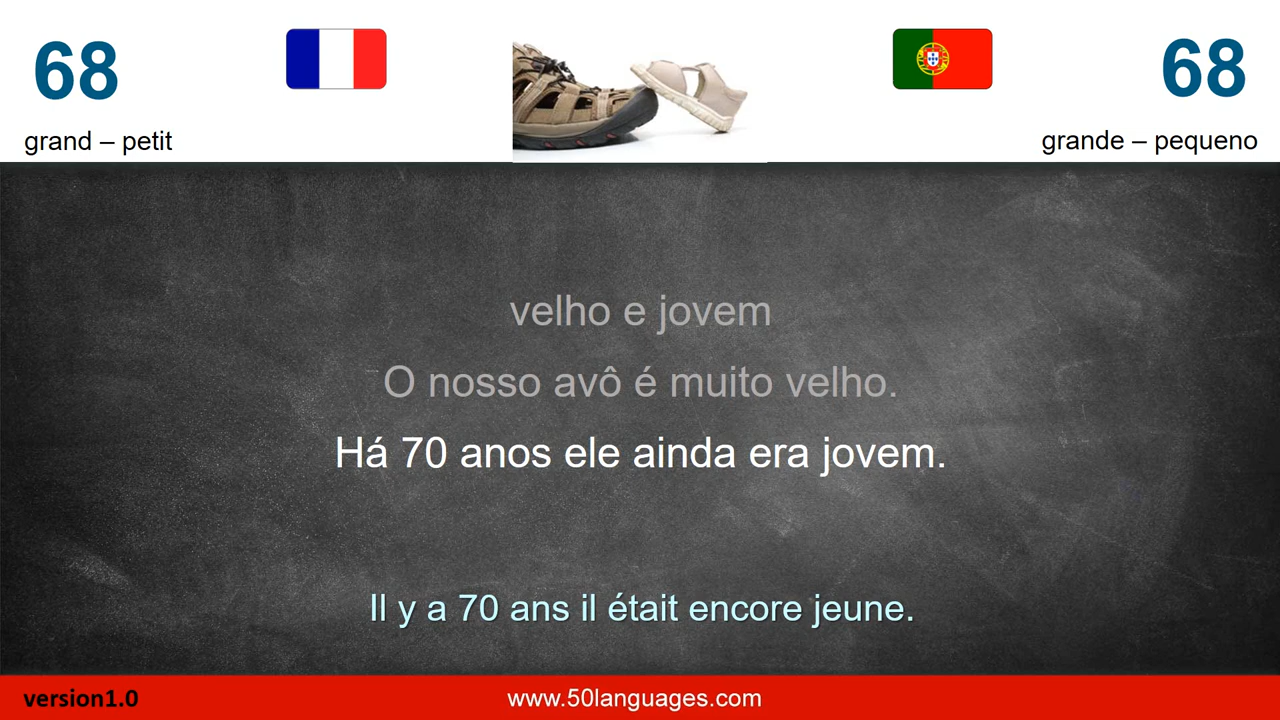 68
68
grand – petit
grande – pequeno
velho e jovem
O nosso avô é muito velho.
Há 70 anos ele ainda era jovem.
Il y a 70 ans il était encore jeune.
version1.0
www.50languages.com